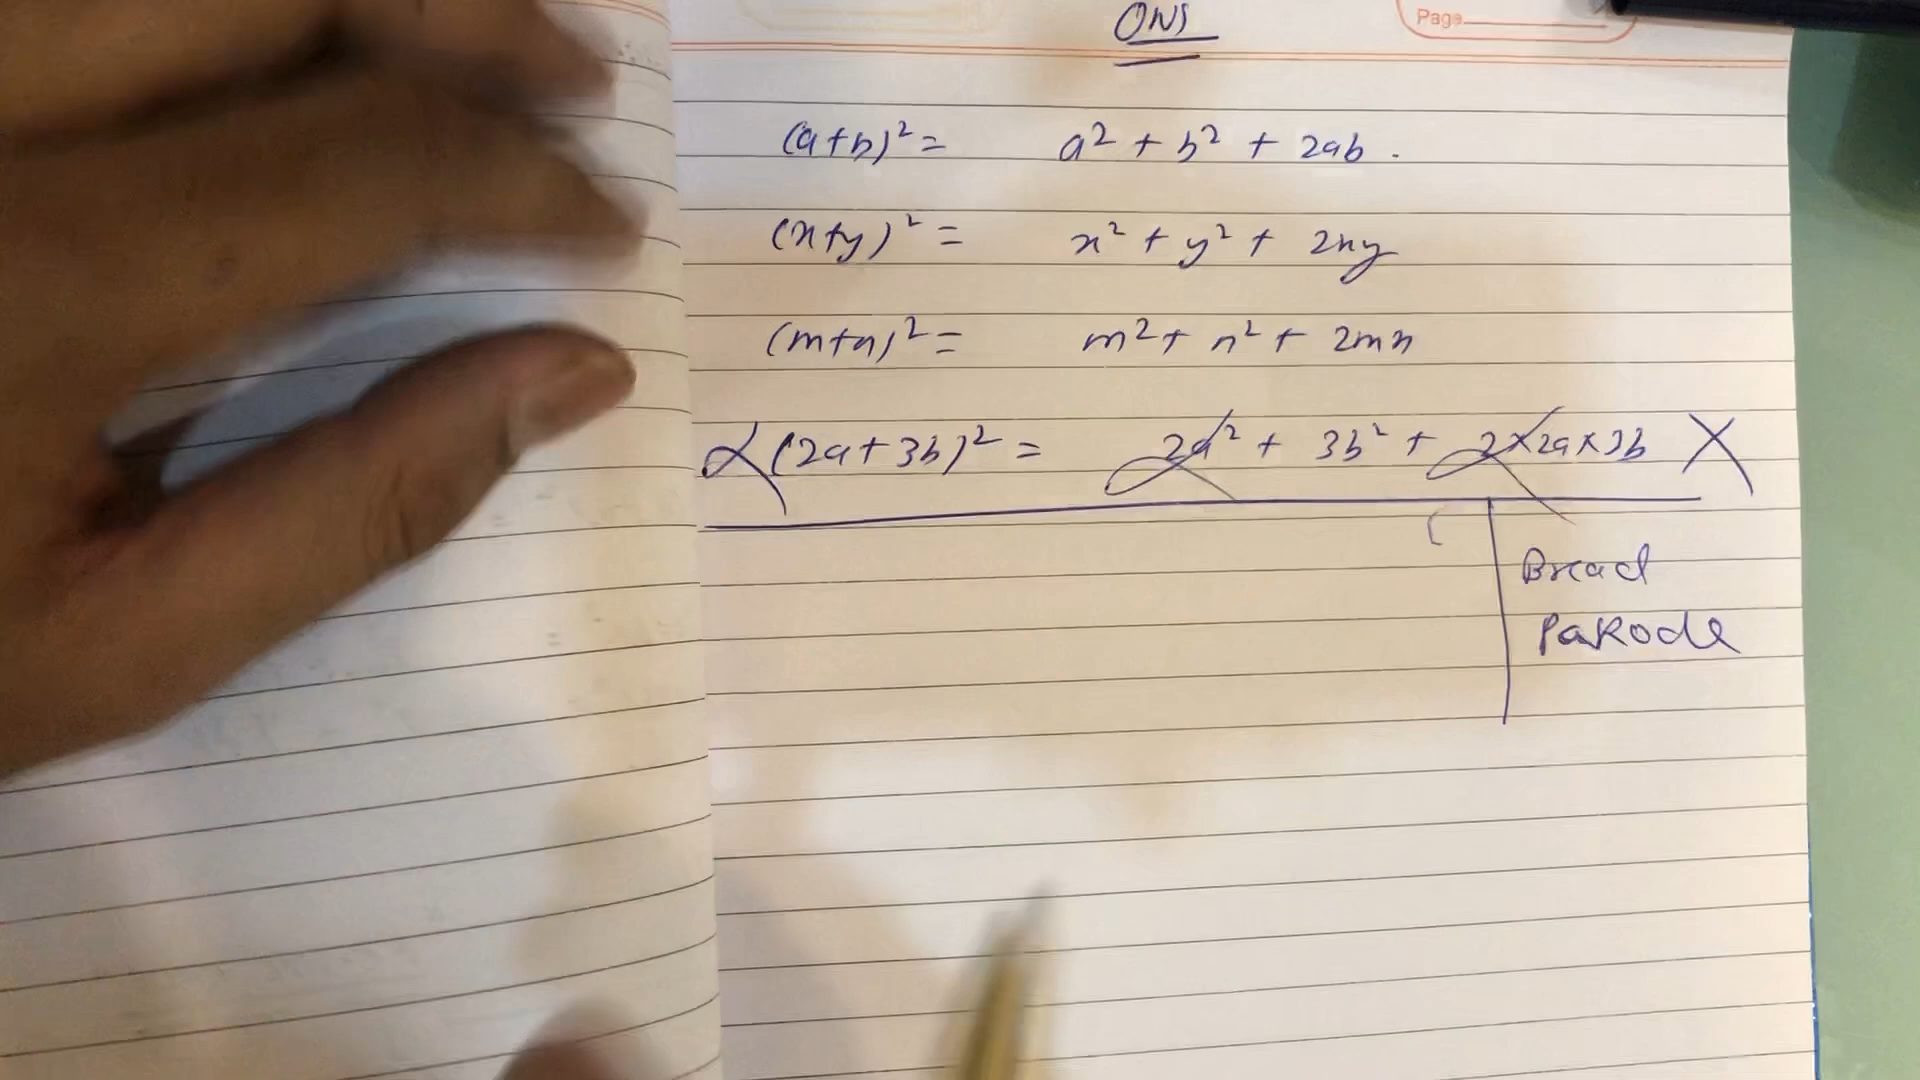 ONS
Page
(a+b)² = a² + b² + 2ab .
(x+y)² = x² + y² + 2xy
(m+n)² = m² + n² + 2mn
(2a+3b)² = 2a² + 3b² + 2×2a×3b ×
(
Bread
Pakode